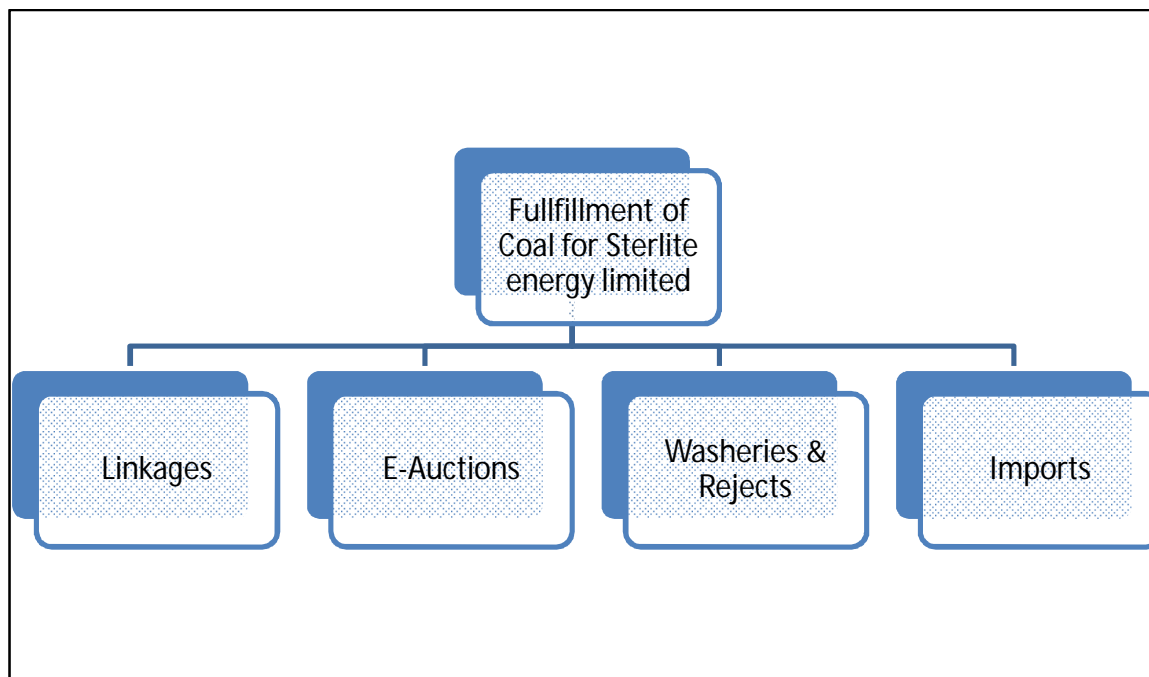 Fullfillment of
Coal for Sterlite
energy limited
Linkages
E-Auctions
Washeries &
Rejects
Imports